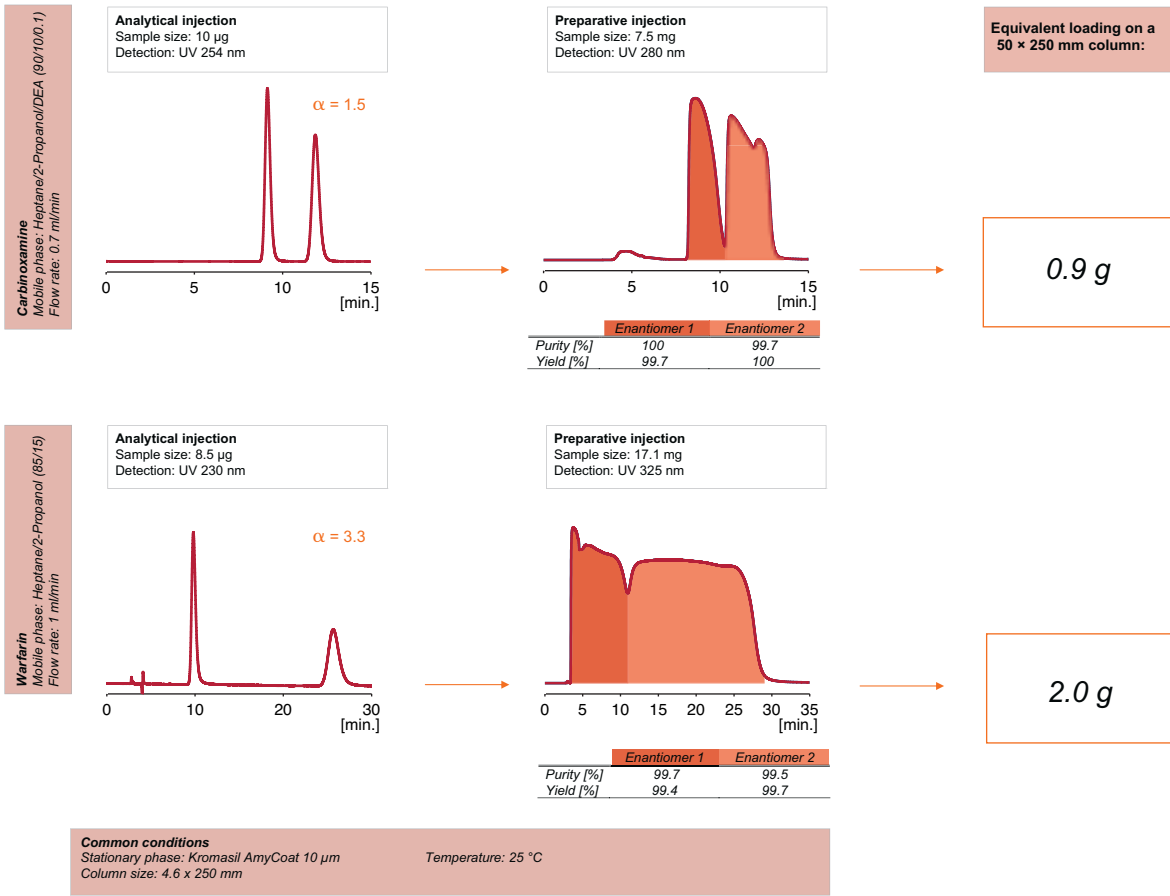 Carbinoxamine
Mobile phase: Heptane/2-Propanol/DEA (90/10/0.1)
Flow rate: 0.7 ml/min
Analytical injection
Sample size: 10 µg
Detection: UV 254 nm
α = 1.5
0 5 10 15
[min.]
Preparative injection
Sample size: 7.5 mg
Detection: UV 280 nm
0 5 10 15
[min.]
Enantiomer 1 Enantiomer 2
Purity [%] 100 99.7
Yield [%] 99.7 100
Equivalent loading on a
50 × 250 mm column:
0.9 g
Warfarin
Mobile phase: Heptane/2-Propanol (85/15)
Flow rate: 1 ml/min
Analytical injection
Sample size: 8.5 µg
Detection: UV 230 nm
α = 3.3
0 10 20 30
[min.]
Preparative injection
Sample size: 17.1 mg
Detection: UV 325 nm
0 5 10 15 20 25 30 35
[min.]
Enantiomer 1 Enantiomer 2
Purity [%] 99.7 99.5
Yield [%] 99.4 99.7
2.0 g
Common conditions
Stationary phase: Kromasil AmyCoat 10 µm Temperature: 25 °C
Column size: 4.6 x 250 mm